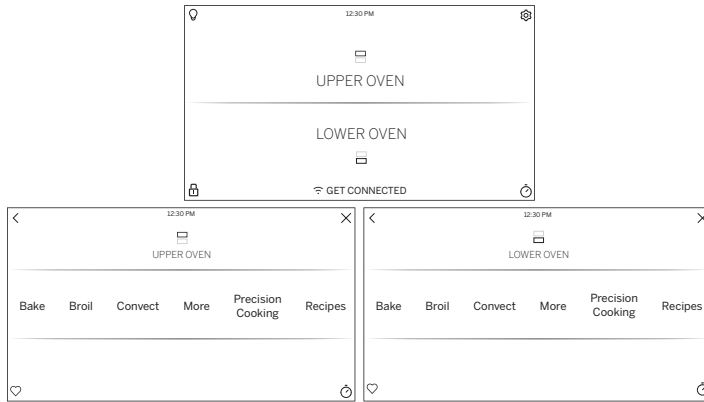 12:30 PM
UPPER OVEN
LOWER OVEN
GET CONNECTED
12:30 PM
UPPER OVEN
Bake Broil Convect More Precision Cooking Recipes
12:30 PM
LOWER OVEN
Bake Broil Convect More Precision Cooking Recipes